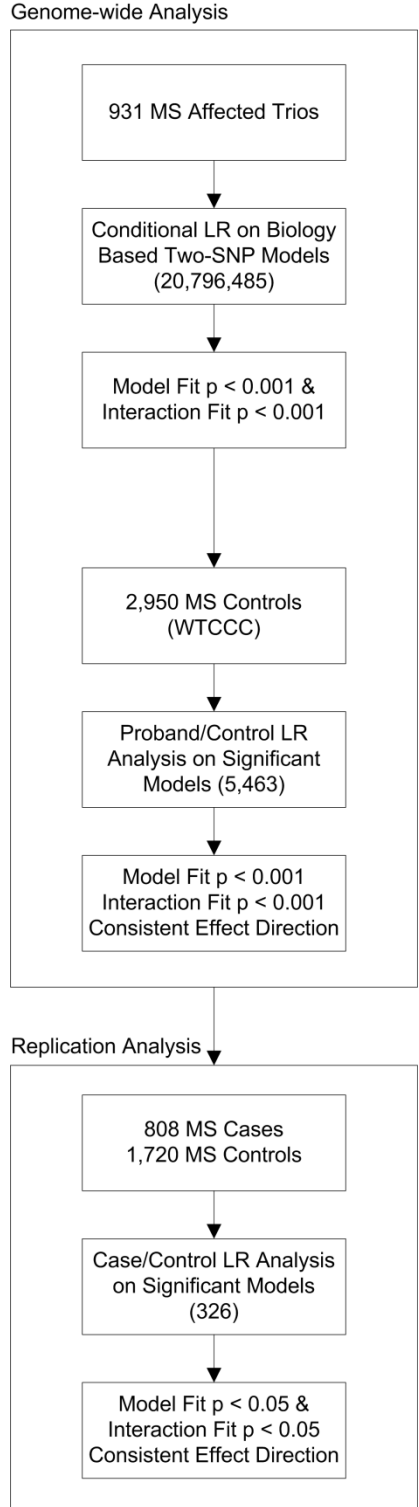 Genome-wide Analysis
931 MS Affected Trios
Conditional LR on Biology
Based Two-SNP Models
(20,796,485)
Model Fit p < 0.001 &
Interaction Fit p < 0.001
2,950 MS Controls
(WTCCC)
Proband/Control LR
Analysis on Significant
Models (5,463)
Model Fit p < 0.001
Interaction Fit p < 0.001
Consistent Effect Direction
Replication Analysis
808 MS Cases
1,720 MS Controls
Case/Control LR Analysis
on Significant Models
(326)
Model Fit p < 0.05 &
Interaction Fit p < 0.05
Consistent Effect Direction